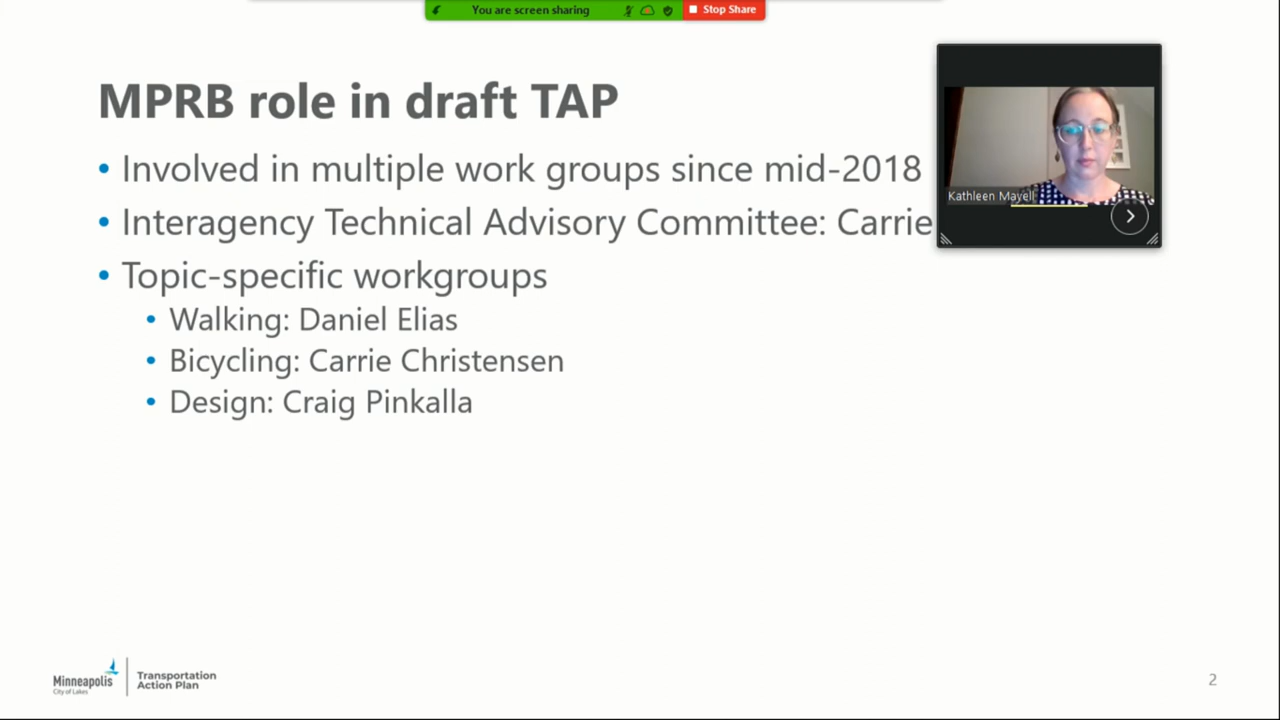 You are screen sharing
Stop Share
MPRB role in draft TAP
• Involved in multiple work groups since mid-2018
• Interagency Technical Advisory Committee: Carrie
• Topic-specific workgroups
• Walking: Daniel Elias
• Bicycling: Carrie Christensen
• Design: Craig Pinkalla
Kathleen Mayell
Minneapolis
City of Lakes
Transportation
Action Plan
2